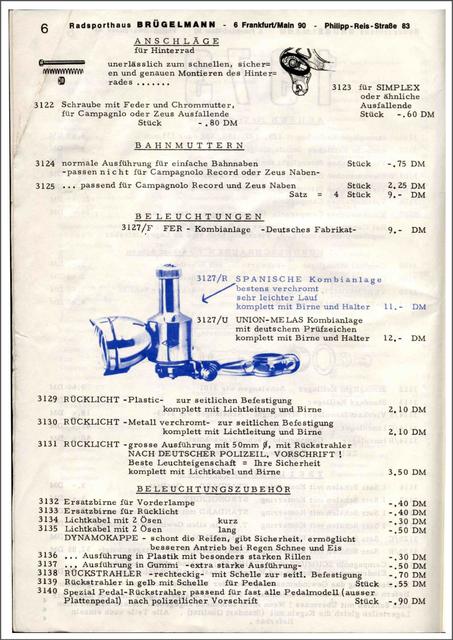 6 Radsporthaus BRÜGELMANN - 6 Frankfurt/Main 90 - Philipp-Reis-Straße 83
ANSCHLÄGE
für Hinterrad
unerlässlich zum schnellen, sicher=
en und genauen Montieren des Hinter=
rades .......
3123 für SIMPLEX
oder ähnliche
Ausfallende
Stück -.60 DM
3122 Schraube mit Feder und Chrommutter,
für Campagnlo oder Zeus Ausfallende
Stück -.80 DM
BAHNMUTTERN
3124 normale Ausführung für einfache Bahnnaben Stück -.75 DM
-passen nicht für Campagnolo Record oder Zeus Naben-
3125 ... passend für Campagnolo Record und Zeus Naben Stück 2.25 DM
Satz = 4 Stück 9.- DM
BELEUCHTUNGEN
3127/F FER - Kombianlage -Deutsches Fabrikat- 9.- DM
3127/R SPANISCHE Kombianlage
bestens verchromt
sehr leichter Lauf
komplett mit Birne und Halter 11.- DM
3127/U UNION-MELAS Kombianlage
mit deutschem Prüfzeichen
komplett mit Birne und Halter 12.- DM
3129 RÜCKLICHT -Plastic- zur seitlichen Befestigung
komplett mit Lichtleitung und Birne 2.10 DM
3130 RÜCKLICHT -Metall verchromt- zur seitlichen Befestigung
komplett mit Lichtleitung und Birne 2.10 DM
3131 RÜCKLICHT -grosse Ausführung mit 50mm Ø, mit Rückstrahler
NACH DEUTSCHER POLIZEIL. VORSCHRIFT !
Beste Leuchteigenschaft = Ihre Sicherheit
komplett mit Lichtkabel und Birne 3.50 DM
BELEUCHTUNGSZUBEHÖR
3132 Ersatzbirne für Vorderlampe -.40 DM
3133 Ersatzbirne für Rücklicht -.40 DM
3134 Lichtkabel mit 2 Ösen kurz -.30 DM
3135 Lichtkabel mit 2 Ösen lang -.50 DM
DYNAMOKAPPE - schont die Reifen, gibt Sicherheit, ermöglicht
besseren Antrieb bei Regen Schnee und Eis
3136 ... Ausführung in Plastik mit besonders starken Rillen -.30 DM
3137 ... Ausführung in Gummi -extra starke Ausführung- -.50 DM
3138 RÜCKSTRAHLER -rechteckig- mit Schelle zur seitl. Befestigung -.70 DM
3139 Rückstrahler in gelb mit Schelle - für Pedalen Stück -.55 DM
3140 Spezial Pedal-Rückstrahler passend für fast alle Pedalmodell (ausser
Plattenpedal) nach polizeilicher Vorschrift Stück -.90 DM